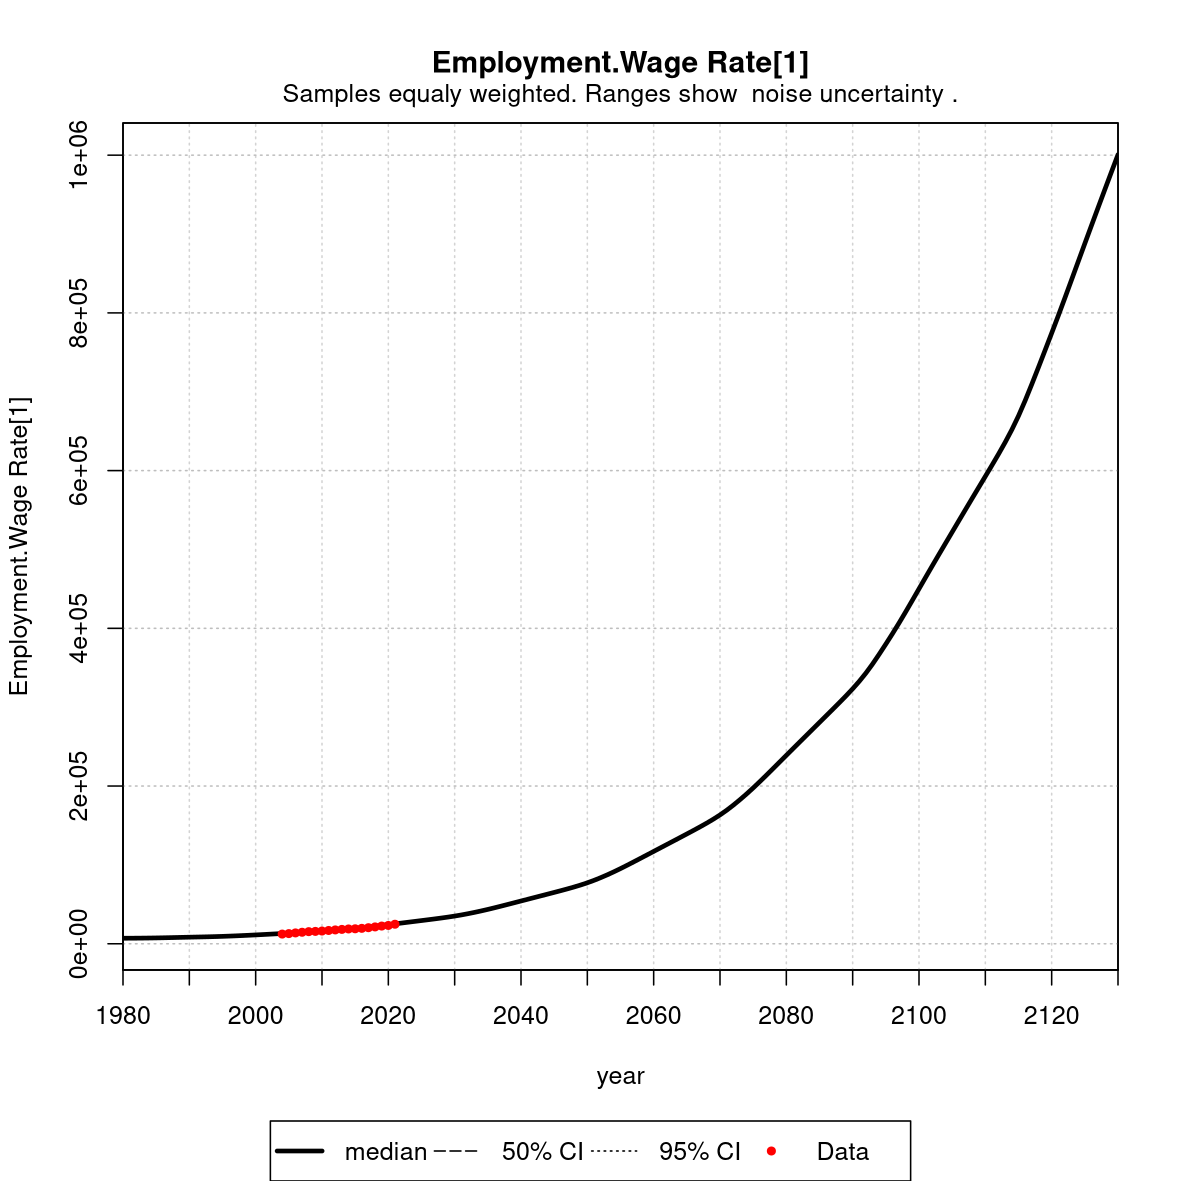 Employment.Wage Rate[1]
Samples equaly weighted. Ranges show  noise uncertainty .
Employment.Wage Rate[1]
1e+06
8e+05
6e+05
4e+05
2e+05
0e+00
1980 2000 2020 2040 2060 2080 2100 2120
year
median 50% CI 95% CI Data